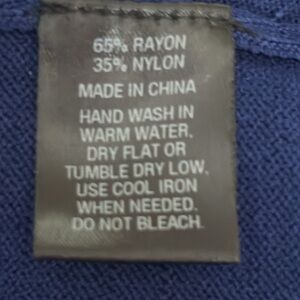 65% RAYON
35% NYLON
MADE IN CHINA
HAND WASH IN
WARM WATER.
DRY FLAT OR
TUMBLE DRY LOW.
USE COOL IRON
WHEN NEEDED.
DO NOT BLEACH.